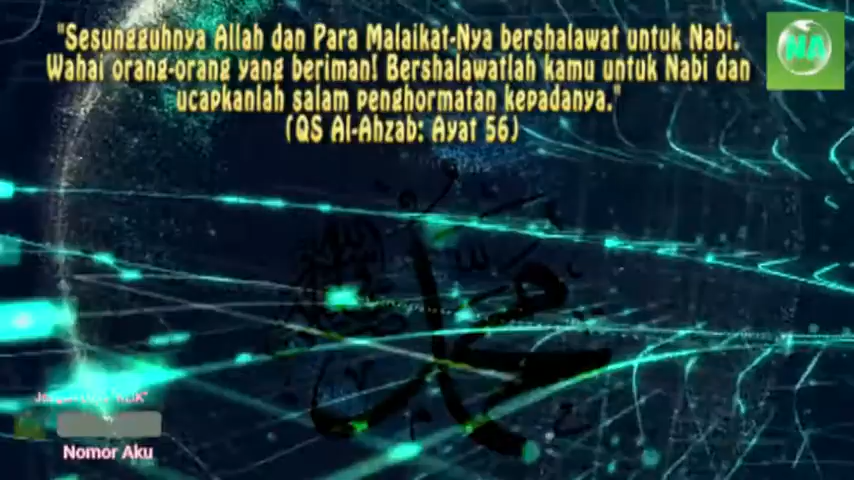 "Sesungguhnya Allah dan Para Malaikat-Nya bershalawat untuk Nabi.
Wahai orang-orang yang beriman! Bershalawatlah kamu untuk Nabi dan
ucapkanlah salam penghormatan kepadanya."
(QS Al-Ahzab: Ayat 56)
NA
محمد
Nomor Aku